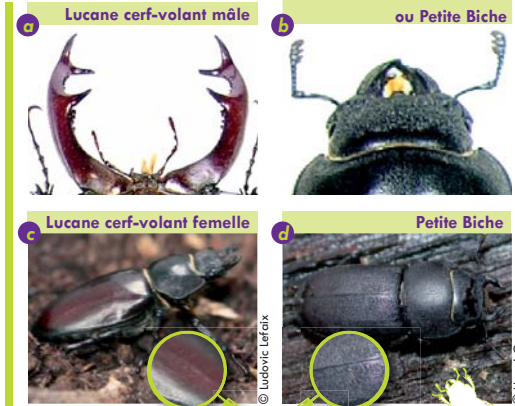 Lucane cerf-volant mâle
a
ou Petite Biche
b
Lucane cerf-volant femelle
c
Petite Biche
d
© Ludovic Lefaix